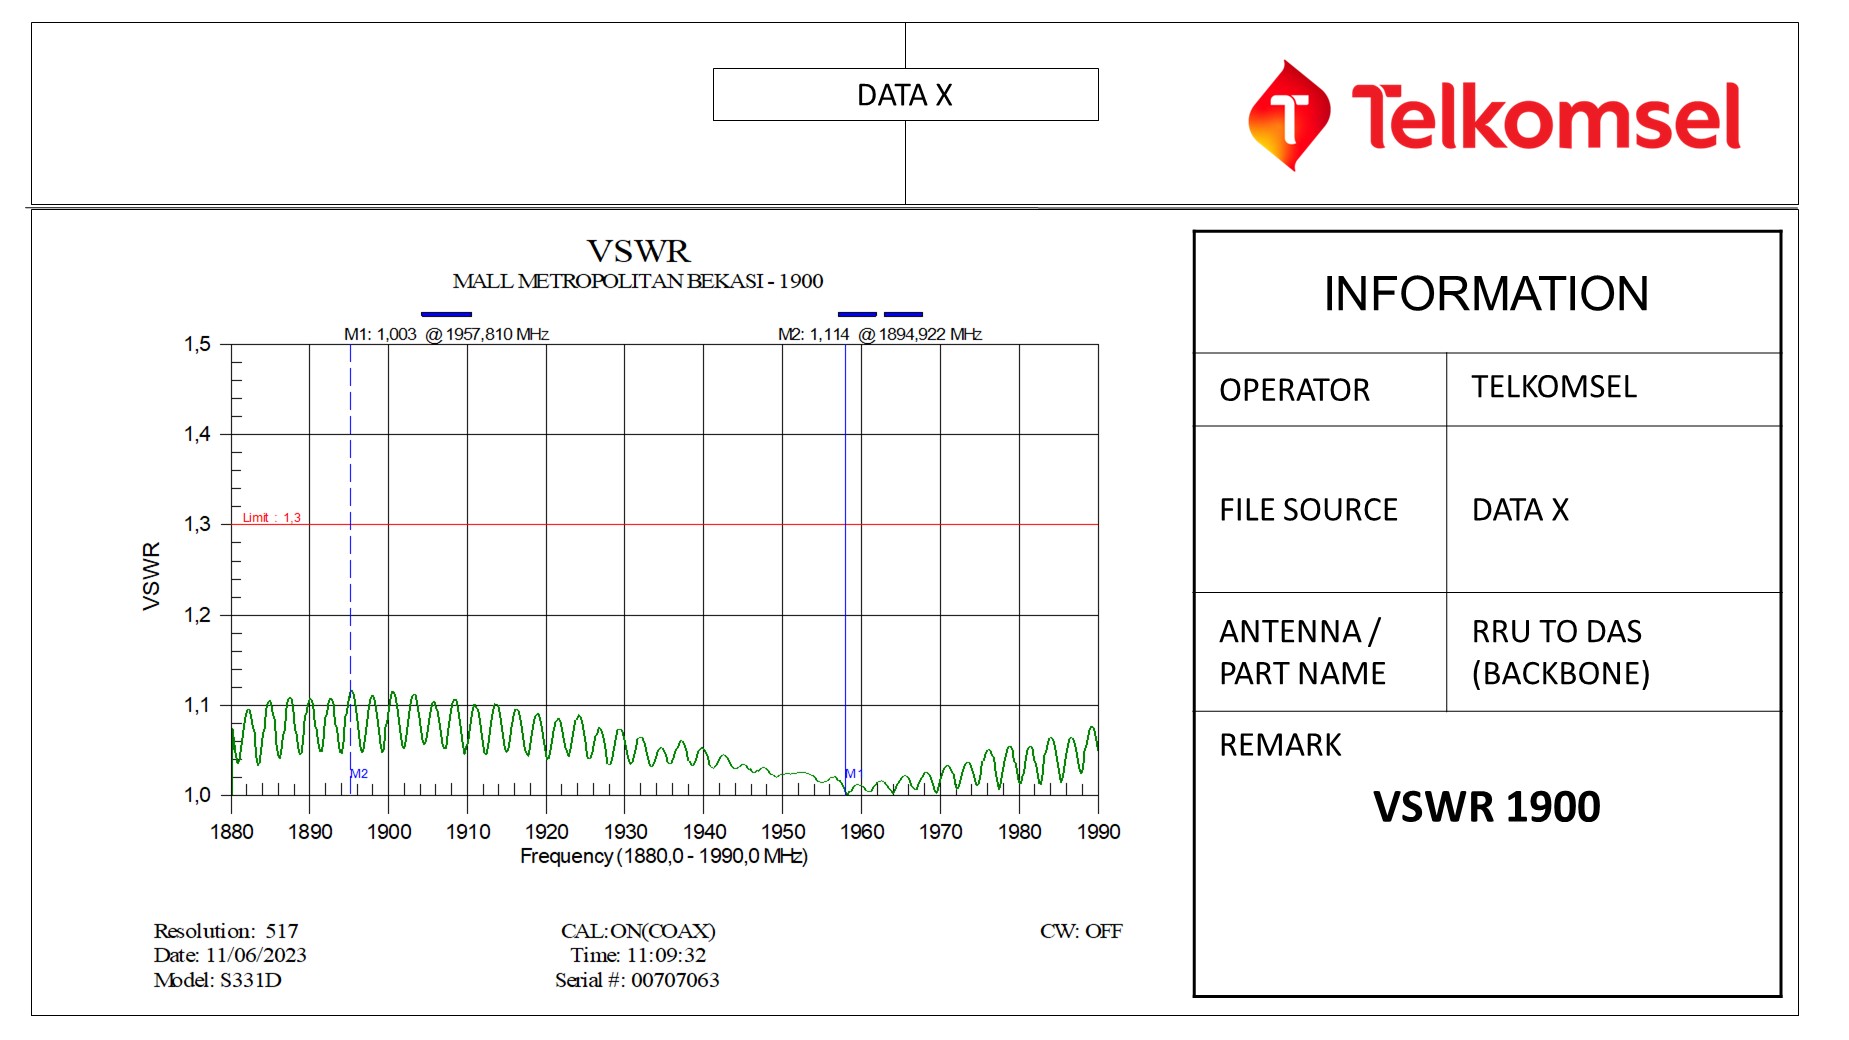 DATA X
T Telkomsel
VSWR
MALL METROPOLITAN BEKASI - 1900
M1: 1,003 @ 1957,810 MHz
M2: 1,114 @ 1894,922 MHz
1,5
1,4
1,3
1,2
1,1
1,0
Limit : 1,3
VSWR
M2
M1
1880 1890 1900 1910 1920 1930 1940 1950 1960 1970 1980 1990
Frequency (1880,0 - 1990,0 MHz)
Resolution: 517
CAL:ON(COAX)
CW: OFF
Date: 11/06/2023
Time: 11:09:32
Model: S331D
Serial #: 00707063
INFORMATION
OPERATOR
TELKOMSEL
FILE SOURCE
DATA X
ANTENNA /
PART NAME
RRU TO DAS
(BACKBONE)
REMARK
VSWR 1900